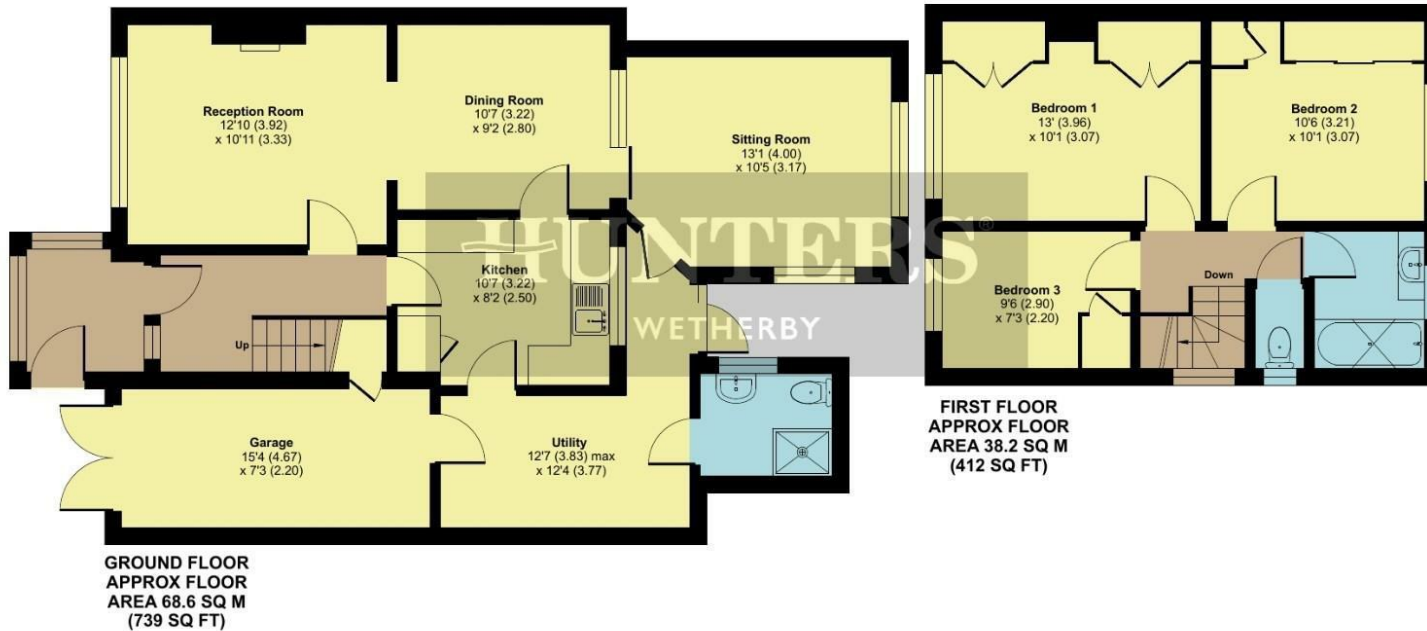 Reception Room
12'10 (3.92)
x 10'11 (3.33)
Dining Room
10'7 (3.22)
x 9'2 (2.80)
Sitting Room
13'1 (4.00)
x 10'5 (3.17)
Kitchen
10'7 (3.22)
x 8'2 (2.50)
Up
Garage
15'4 (4.67)
x 7'3 (2.20)
Utility
12'7 (3.83) max
x 12'4 (3.77)
HUNTERS®
WETHERBY
GROUND FLOOR
APPROX FLOOR
AREA 68.6 SQ M
(739 SQ FT)
Bedroom 1
13' (3.96)
x 10'1 (3.07)
Bedroom 2
10'6 (3.21)
x 10'1 (3.07)
Bedroom 3
9'6 (2.90)
x 7'3 (2.20)
Down
FIRST FLOOR
APPROX FLOOR
AREA 38.2 SQ M
(412 SQ FT)